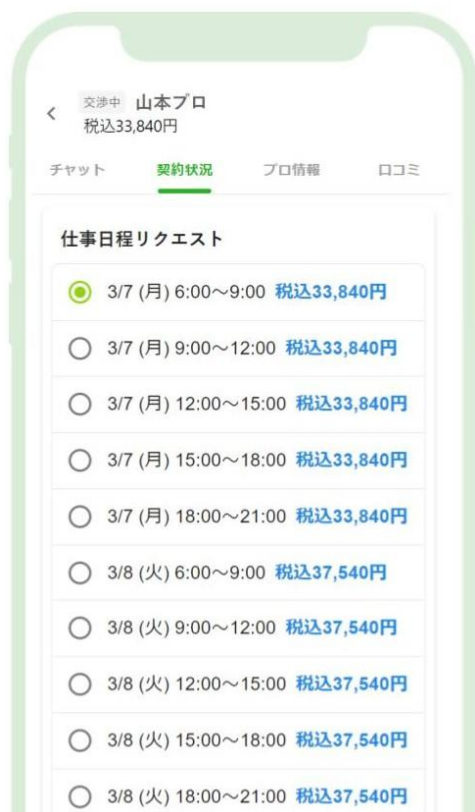 交渉中 山本プロ
税込33,840円
チャット 契約状況 プロ情報 口コミ
仕事日程リクエスト
3/7 (月) 6:00～9:00 税込33,840円
3/7 (月) 9:00～12:00 税込33,840円
3/7 (月) 12:00～15:00 税込33,840円
3/7 (月) 15:00～18:00 税込33,840円
3/7 (月) 18:00～21:00 税込33,840円
3/8 (火) 6:00～9:00 税込37,540円
3/8 (火) 9:00～12:00 税込37,540円
3/8 (火) 12:00～15:00 税込37,540円
3/8 (火) 15:00～18:00 税込37,540円
3/8 (火) 18:00～21:00 税込37,540円